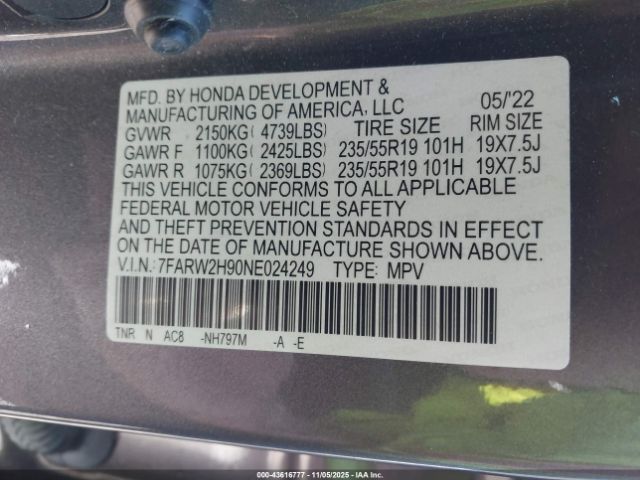 MFD. BY HONDA DEVELOPMENT &
MANUFACTURING OF AMERICA, LLC 05/'22
GVWR 2150KG( 4739LBS) TIRE SIZE RIM SIZE
GAWR F 1100KG( 2425LBS) 235/55R19 101H 19X7.5J
GAWR R 1075KG( 2369LBS) 235/55R19 101H 19X7.5J
THIS VEHICLE CONFORMS TO ALL APPLICABLE
FEDERAL MOTOR VEHICLE SAFETY
AND THEFT PREVENTION STANDARDS IN EFFECT
ON THE DATE OF MANUFACTURE SHOWN ABOVE.
V.I.N.: 7FARW2H90NE024249 TYPE: MPV
TNR N AC8 -NH797M -A -E
Branch View · 43616777 - 11/05/2025 - IAA Inc.